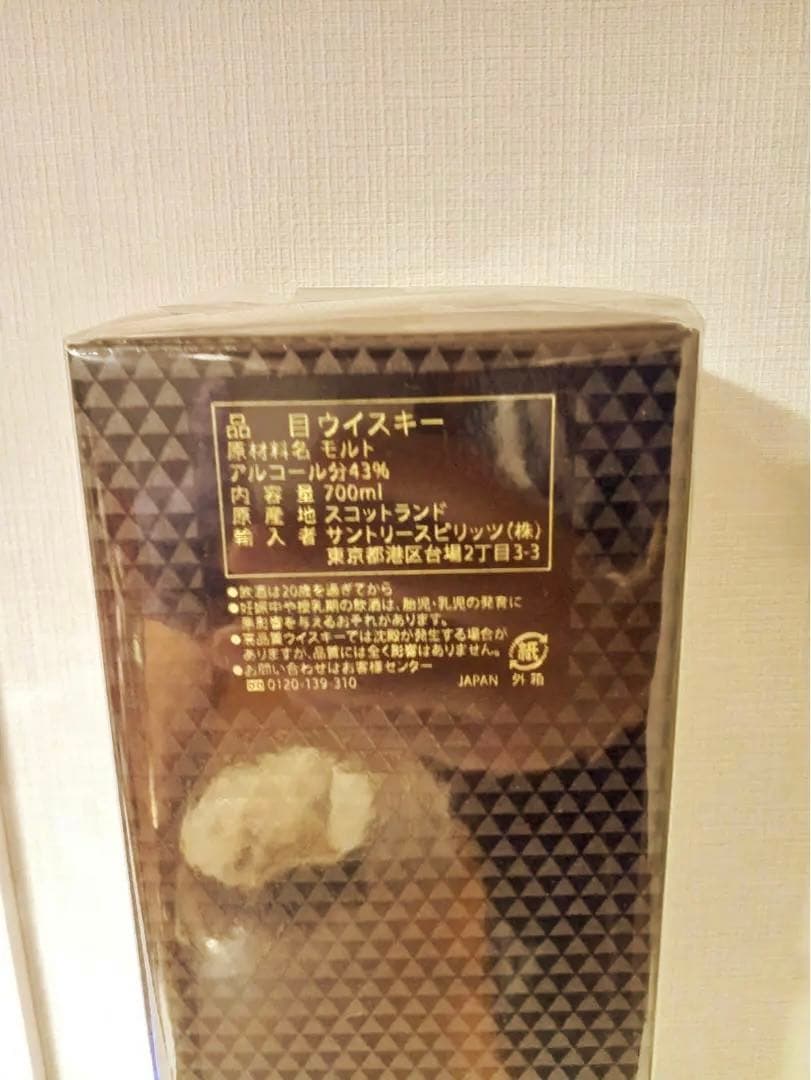 品 目 ウイスキー
原材料名 モルト
アルコール分43%
内 容 量 700ml
原 産 地 スコットランド
輸 入 者 サントリースピリッツ(株)
東京都港区台場2丁目3-3
●飲酒は20歳を過ぎてから
●妊娠中や授乳期の飲酒は、胎児・乳児の発育に
悪影響を与えるおそれがあります。
●高品質ウイスキーでは沈殿が発生する場合が
ありますが、品質には全く影響はありません。
●お問い合わせはお客様センター
0120-139-310
紙
JAPAN 外箱